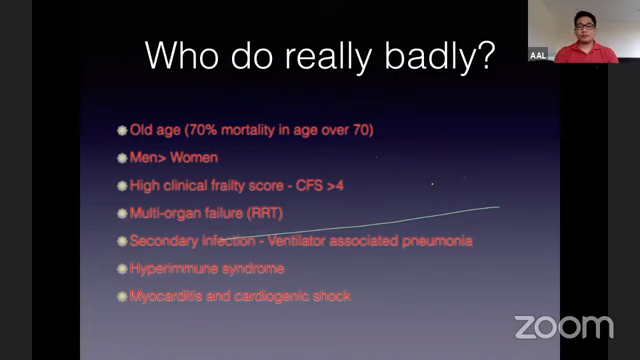 Who do really badly?
AAL
Old age (70% mortality in age over 70)
Men> Women
High clinical frailty score - CFS >4
Multi-organ failure (RRT)
Secondary infection - Ventilator associated pneumonia
Hyperimmune syndrome
Myocarditis and cardiogenic shock
zoom